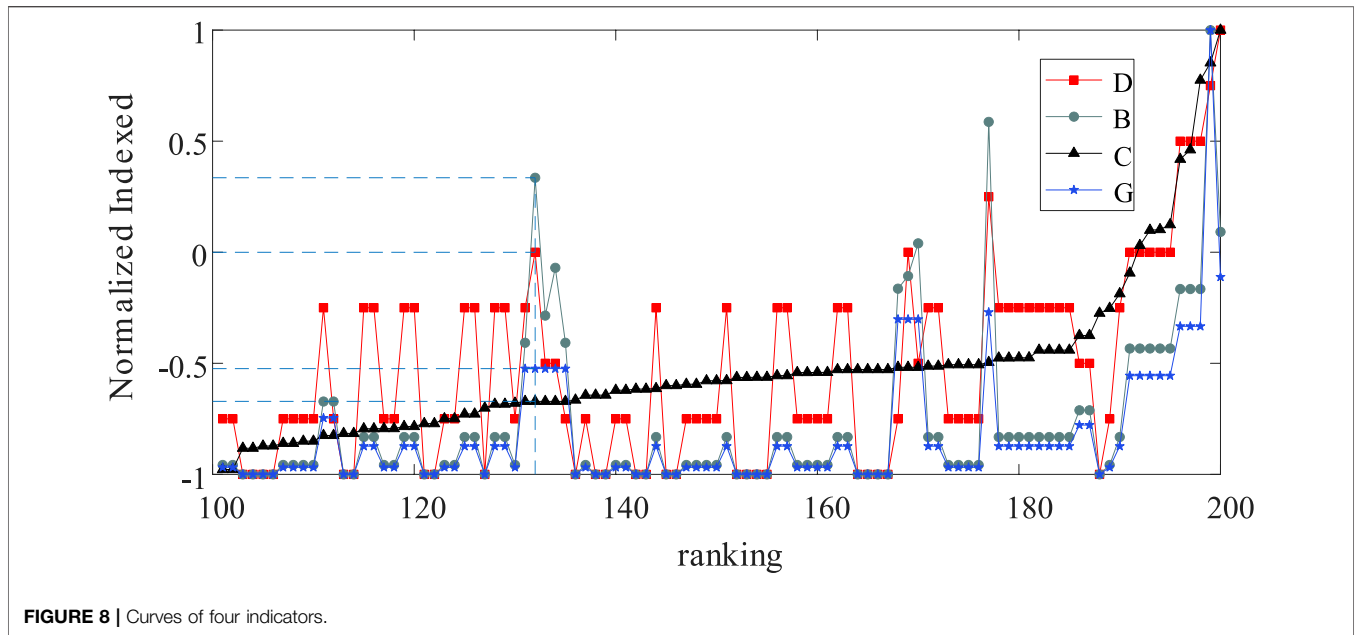 1
0.5
0
-0.5
-1
Normalized Indexed
D
B
C
G
100 120 140 160 180 200
ranking
FIGURE 8 | Curves of four indicators.